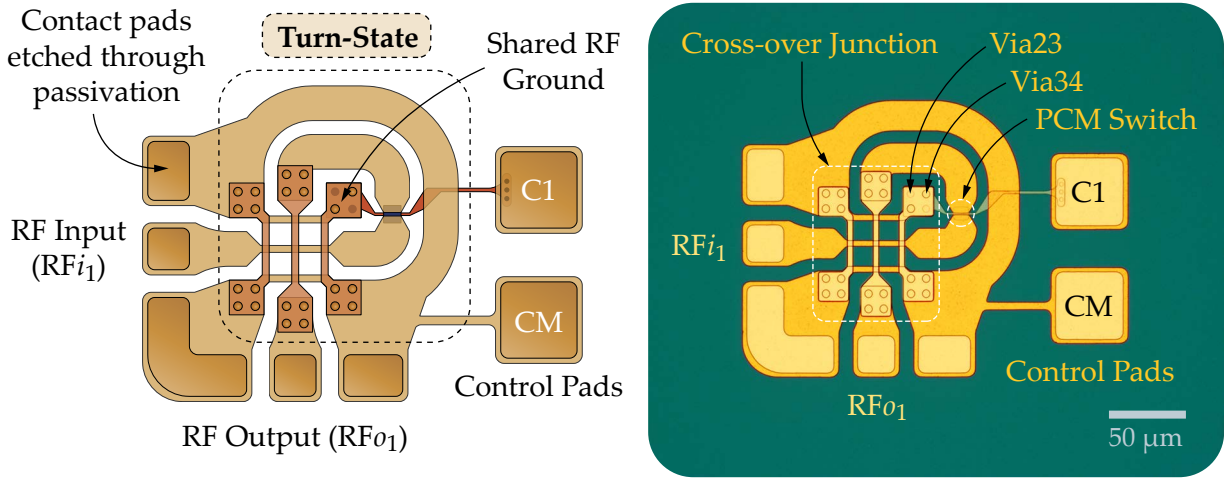 Contact pads
etched through
passivation
Turn-State
Shared RF
Ground
C1
RF Input
(RFi₁)
CM
Control Pads
RF Output (RFo₁)
Cross-over Junction
Via23
Via34
PCM Switch
C1
RFi₁
CM
Control Pads
RFo₁
50 µm